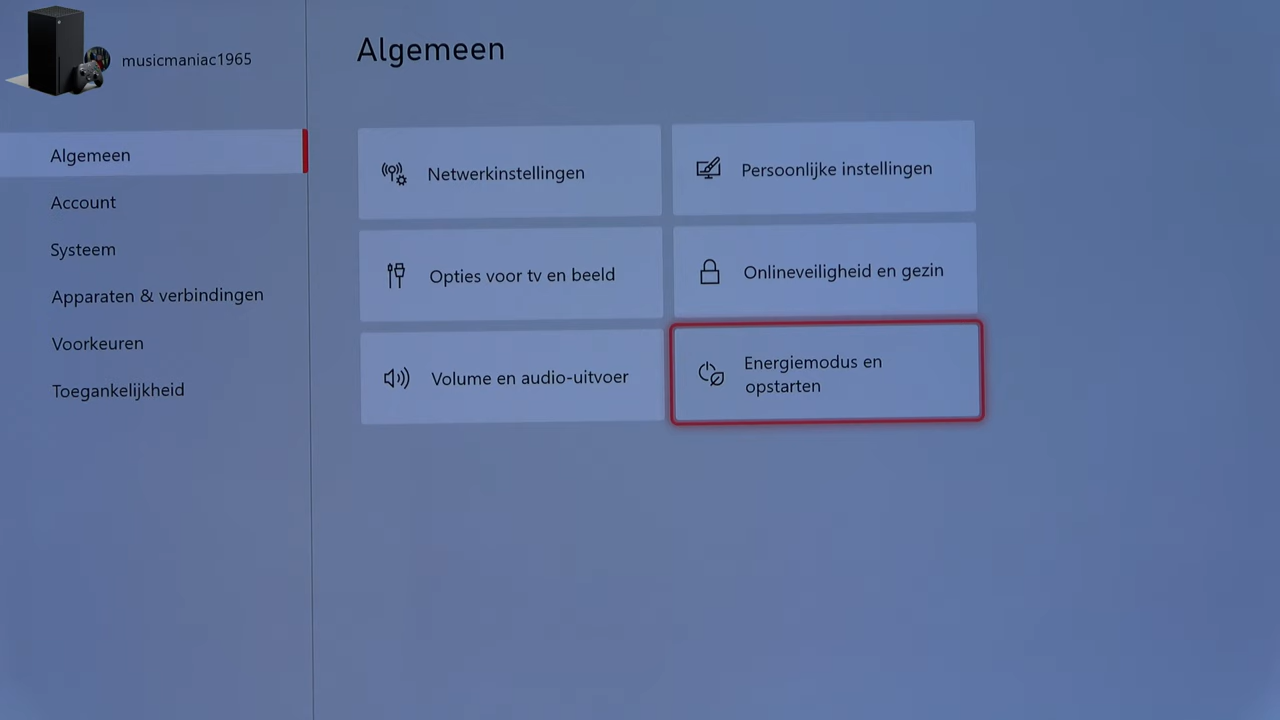 musicmaniac1965
Algemeen
Account
Systeem
Apparaten & verbindingen
Voorkeuren
Toegankelijkheid
Algemeen
Netwerkinstellingen
Persoonlijke instellingen
Opties voor tv en beeld
Onlineveiligheid en gezin
Volume en audio-uitvoer
Energiemodus en
opstarten